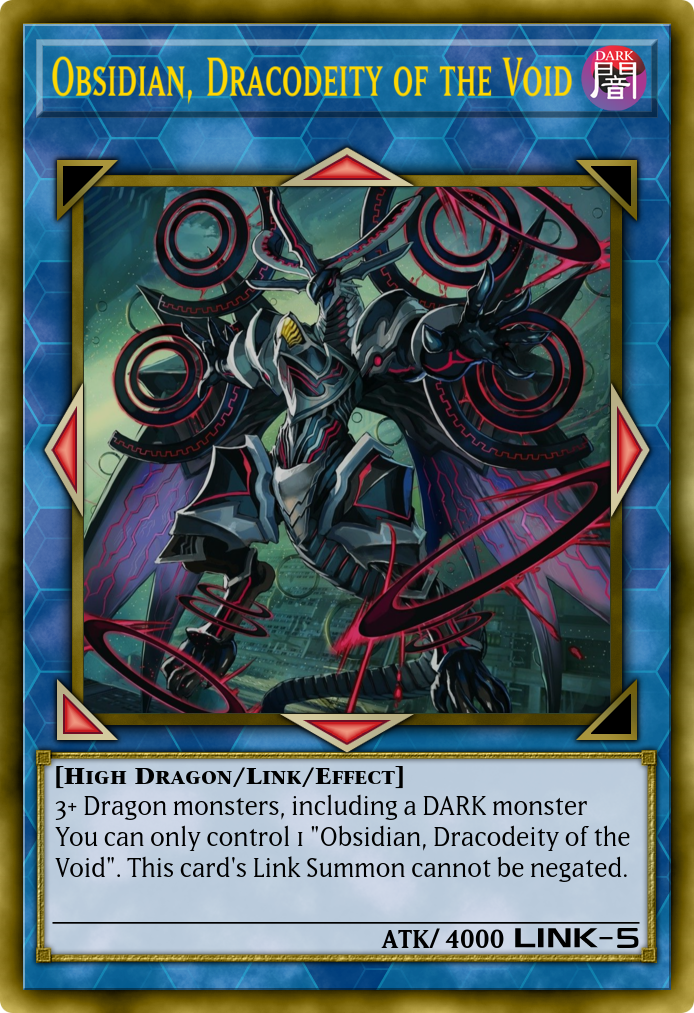 Obsidian, Dracodeity of the Void
DARK
闇
[High Dragon/Link/Effect]
3+ Dragon monsters, including a DARK monster
You can only control 1 "Obsidian, Dracodeity of the
Void". This card's Link Summon cannot be negated.
ATK/ 4000 LINK-5